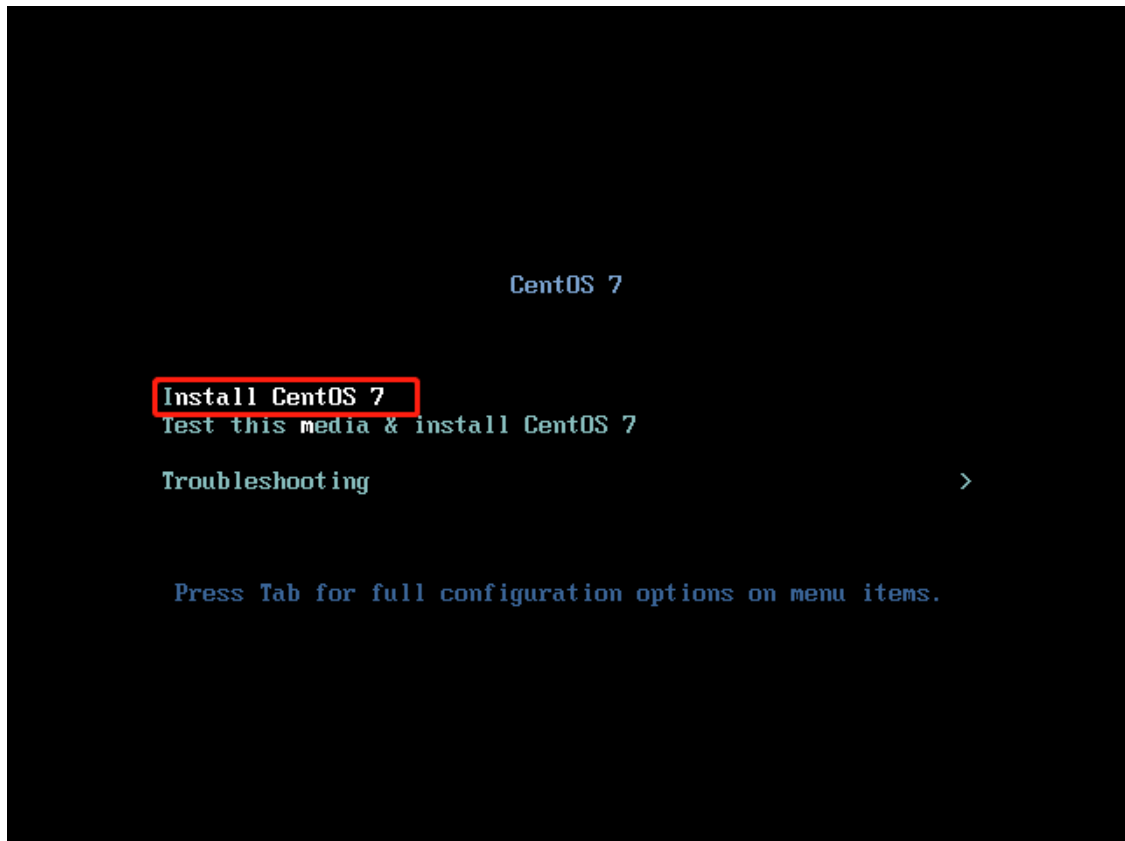 CentOS 7
Install CentOS 7
Test this media & install CentOS 7
Troubleshooting >
Press Tab for full configuration options on menu items.